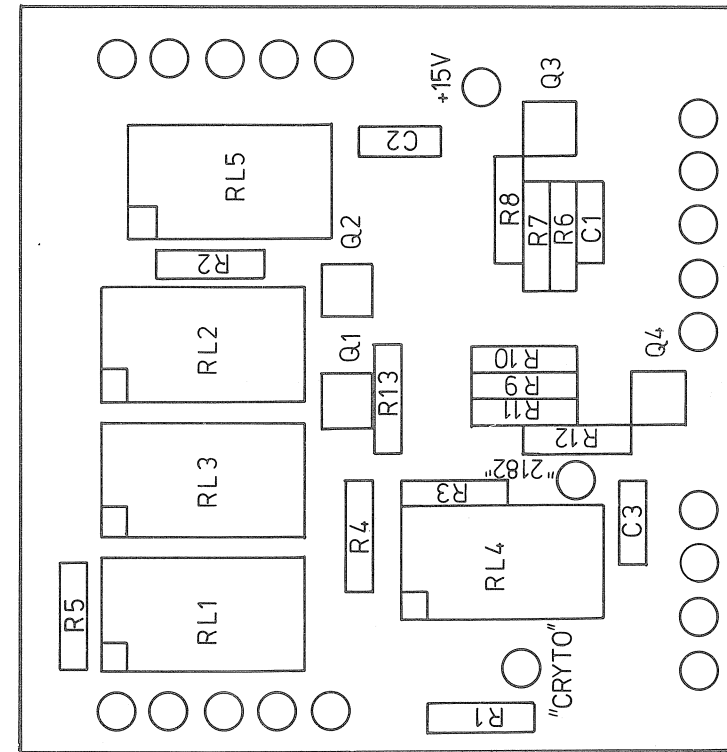 +15V
Q3
C2
RL5
R8
R7
R6
C1
Q2
R2
RL2
Q1
R13
R10
R9
R11
R12
Q4
RL3
"2182"
R3
R4
C3
RL4
R5
RL1
"CRYTO"
R1